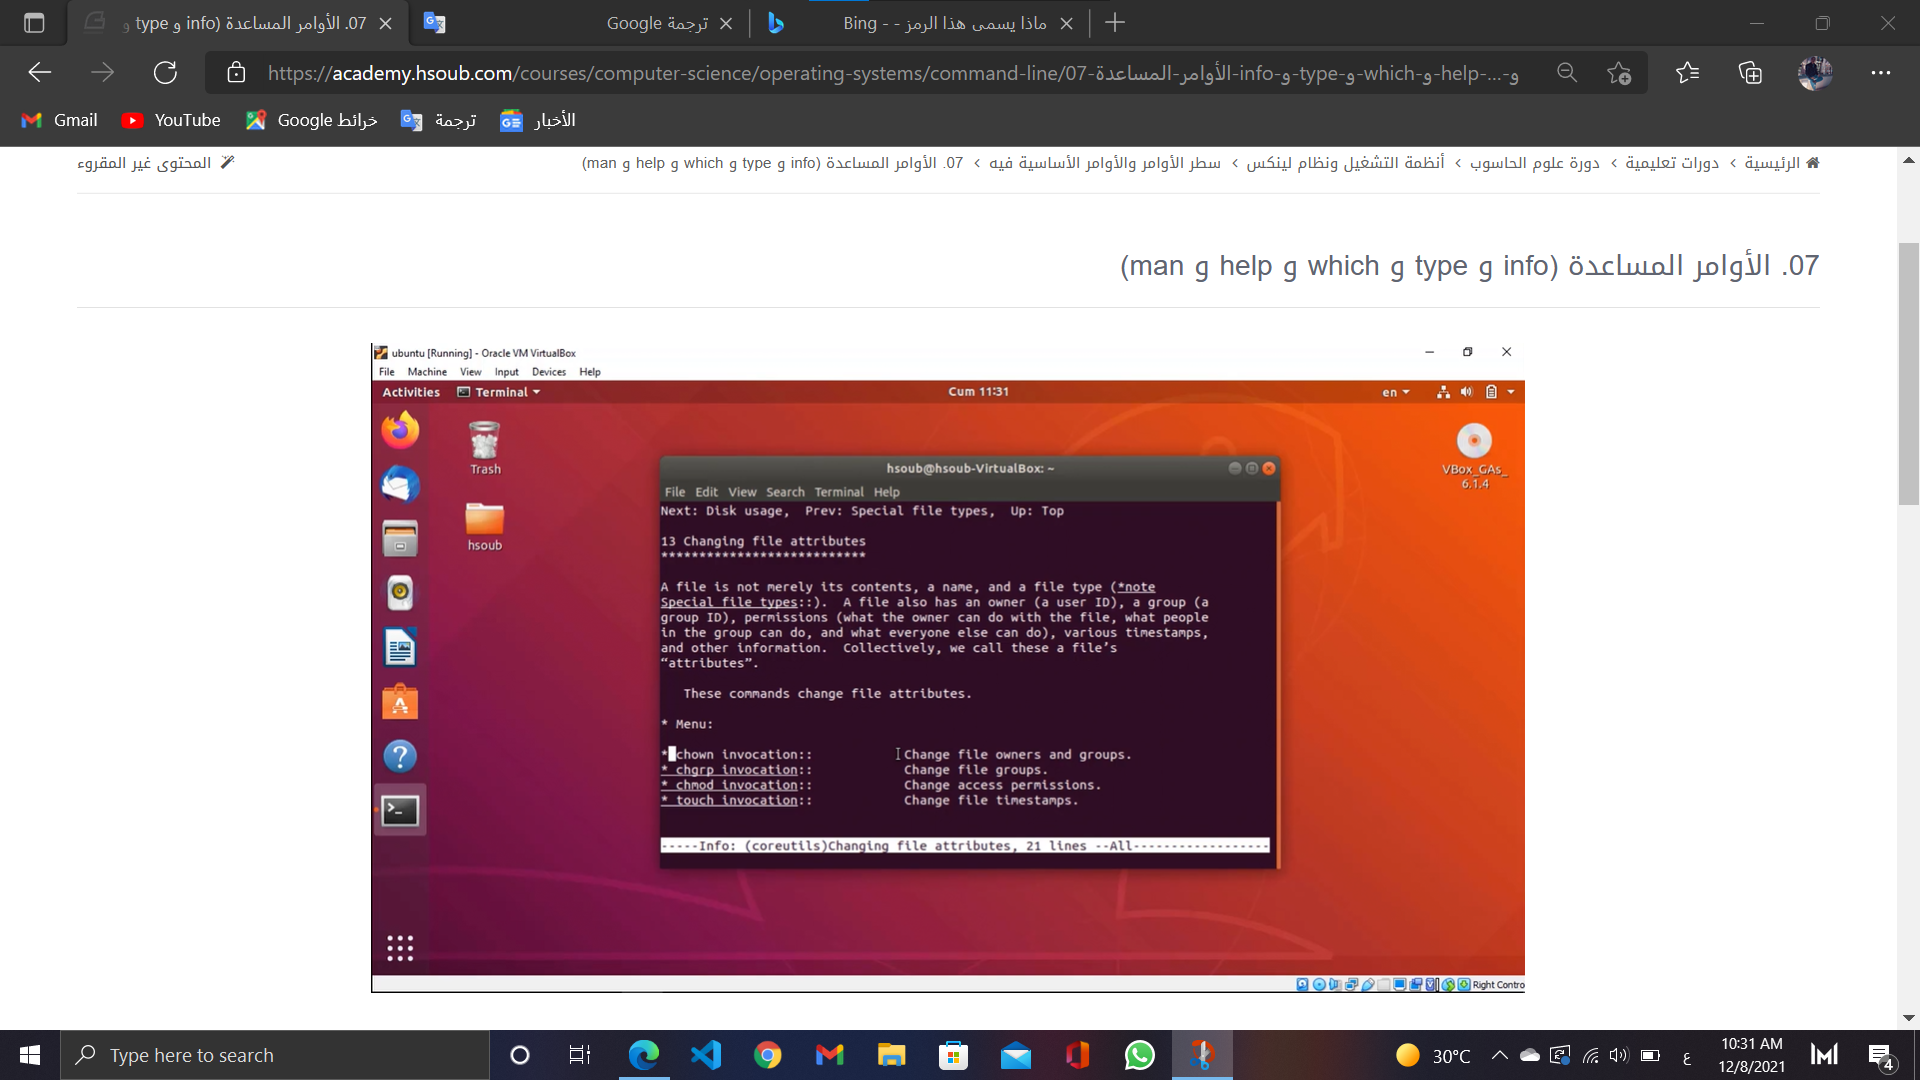 07. الأوامر المساعدة (info و type و
ترجمة Google
ماذا يسمى هذا الرمز - - Bing
https://academy.hsoub.com/courses/computer-science/operating-systems/command-line/07-الأوامر-المساعدة-info-و-type-و-which-و-help-و-...
Gmail
YouTube
خرائط Google
ترجمة
الأخبار
الرئيسية › دورات تعليمية › دورة علوم الحاسوب › أنظمة التشغيل ونظام لينكس › سطر الأوامر والأوامر الأساسية فيه › 07. الأوامر المساعدة (info و type و which و help و man)
المحتوى غير المقروء
07. الأوامر المساعدة (info و type و which و help و man)
ubuntu [Running] - Oracle VM VirtualBox
File Machine View Input Devices Help
Activities Terminal Cum 11:31 en
Trash
hsoub
VBox_GAs_
6.1.4
hsoub@hsoub-VirtualBox: ~
File Edit View Search Terminal Help
Next: Disk usage,  Prev: Special file types,  Up: Top
13 Changing file attributes
***************************
A file is not merely its contents, a name, and a file type (*note
Special file types::).  A file also has an owner (a user ID), a group (a
group ID), permissions (what the owner can do with the file, what people
in the group can do, and what everyone else can do), various timestamps,
and other information.  Collectively, we call these a file’s
“attributes”.
These commands change file attributes.
* Menu:
* chown invocation:: Change file owners and groups.
* chgrp invocation:: Change file groups.
* chmod invocation:: Change access permissions.
* touch invocation:: Change file timestamps.
-----Info: (coreutils)Changing file attributes, 21 lines --All------------------
Right Contro
Type here to search
30°C
ع
10:31 AM
12/8/2021
4